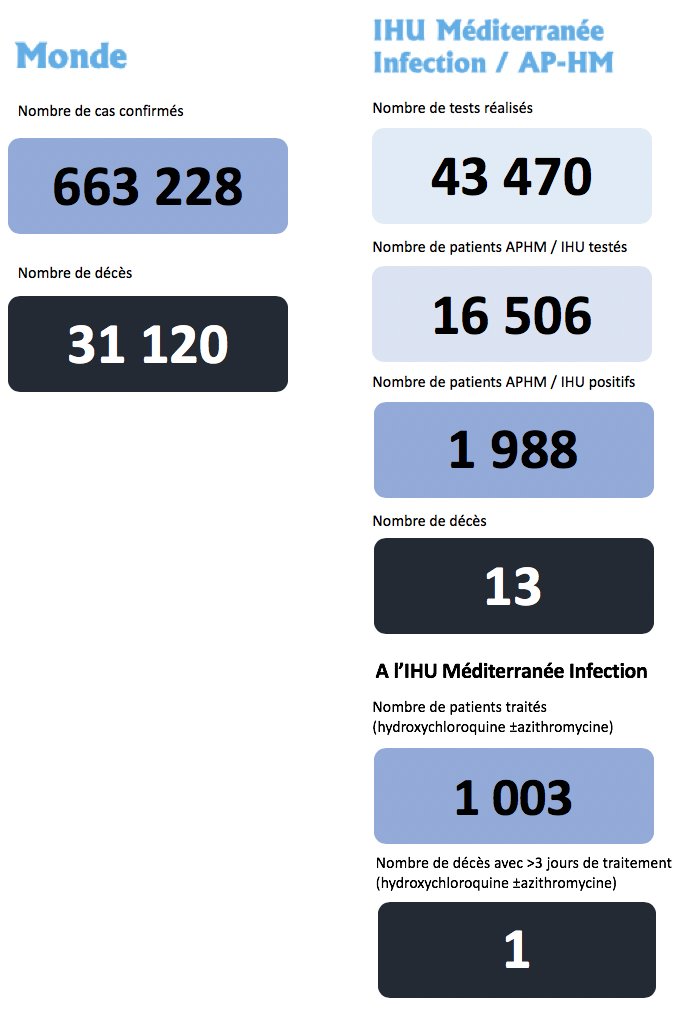 Monde
Nombre de cas confirmés
663 228
Nombre de décès
31 120
IHU Méditerranée
Infection / AP-HM
Nombre de tests réalisés
43 470
Nombre de patients APHM / IHU testés
16 506
Nombre de patients APHM / IHU positifs
1 988
Nombre de décès
13
A l’IHU Méditerranée Infection
Nombre de patients traités
(hydroxychloroquine ±azithromycine)
1 003
Nombre de décès avec >3 jours de traitement
(hydroxychloroquine ±azithromycine)
1